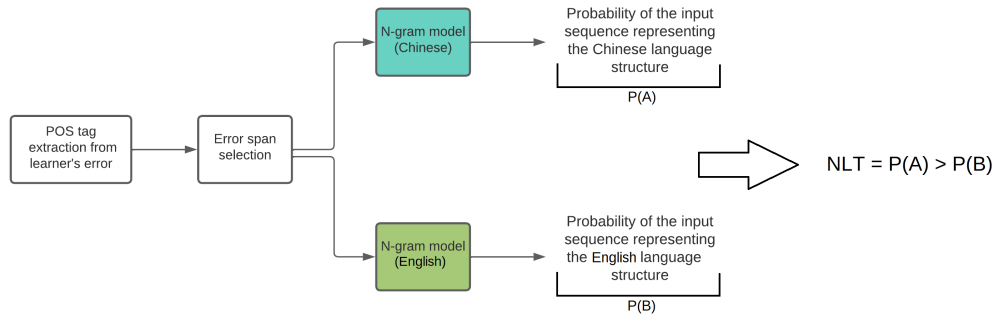 POS tag
extraction from
learner's error
Error span
selection
N-gram model
(Chinese)
Probability of the input
sequence representing
the Chinese language
structure
P(A)
N-gram model
(English)
Probability of the input
sequence representing
the English language
structure
P(B)
NLT = P(A) > P(B)